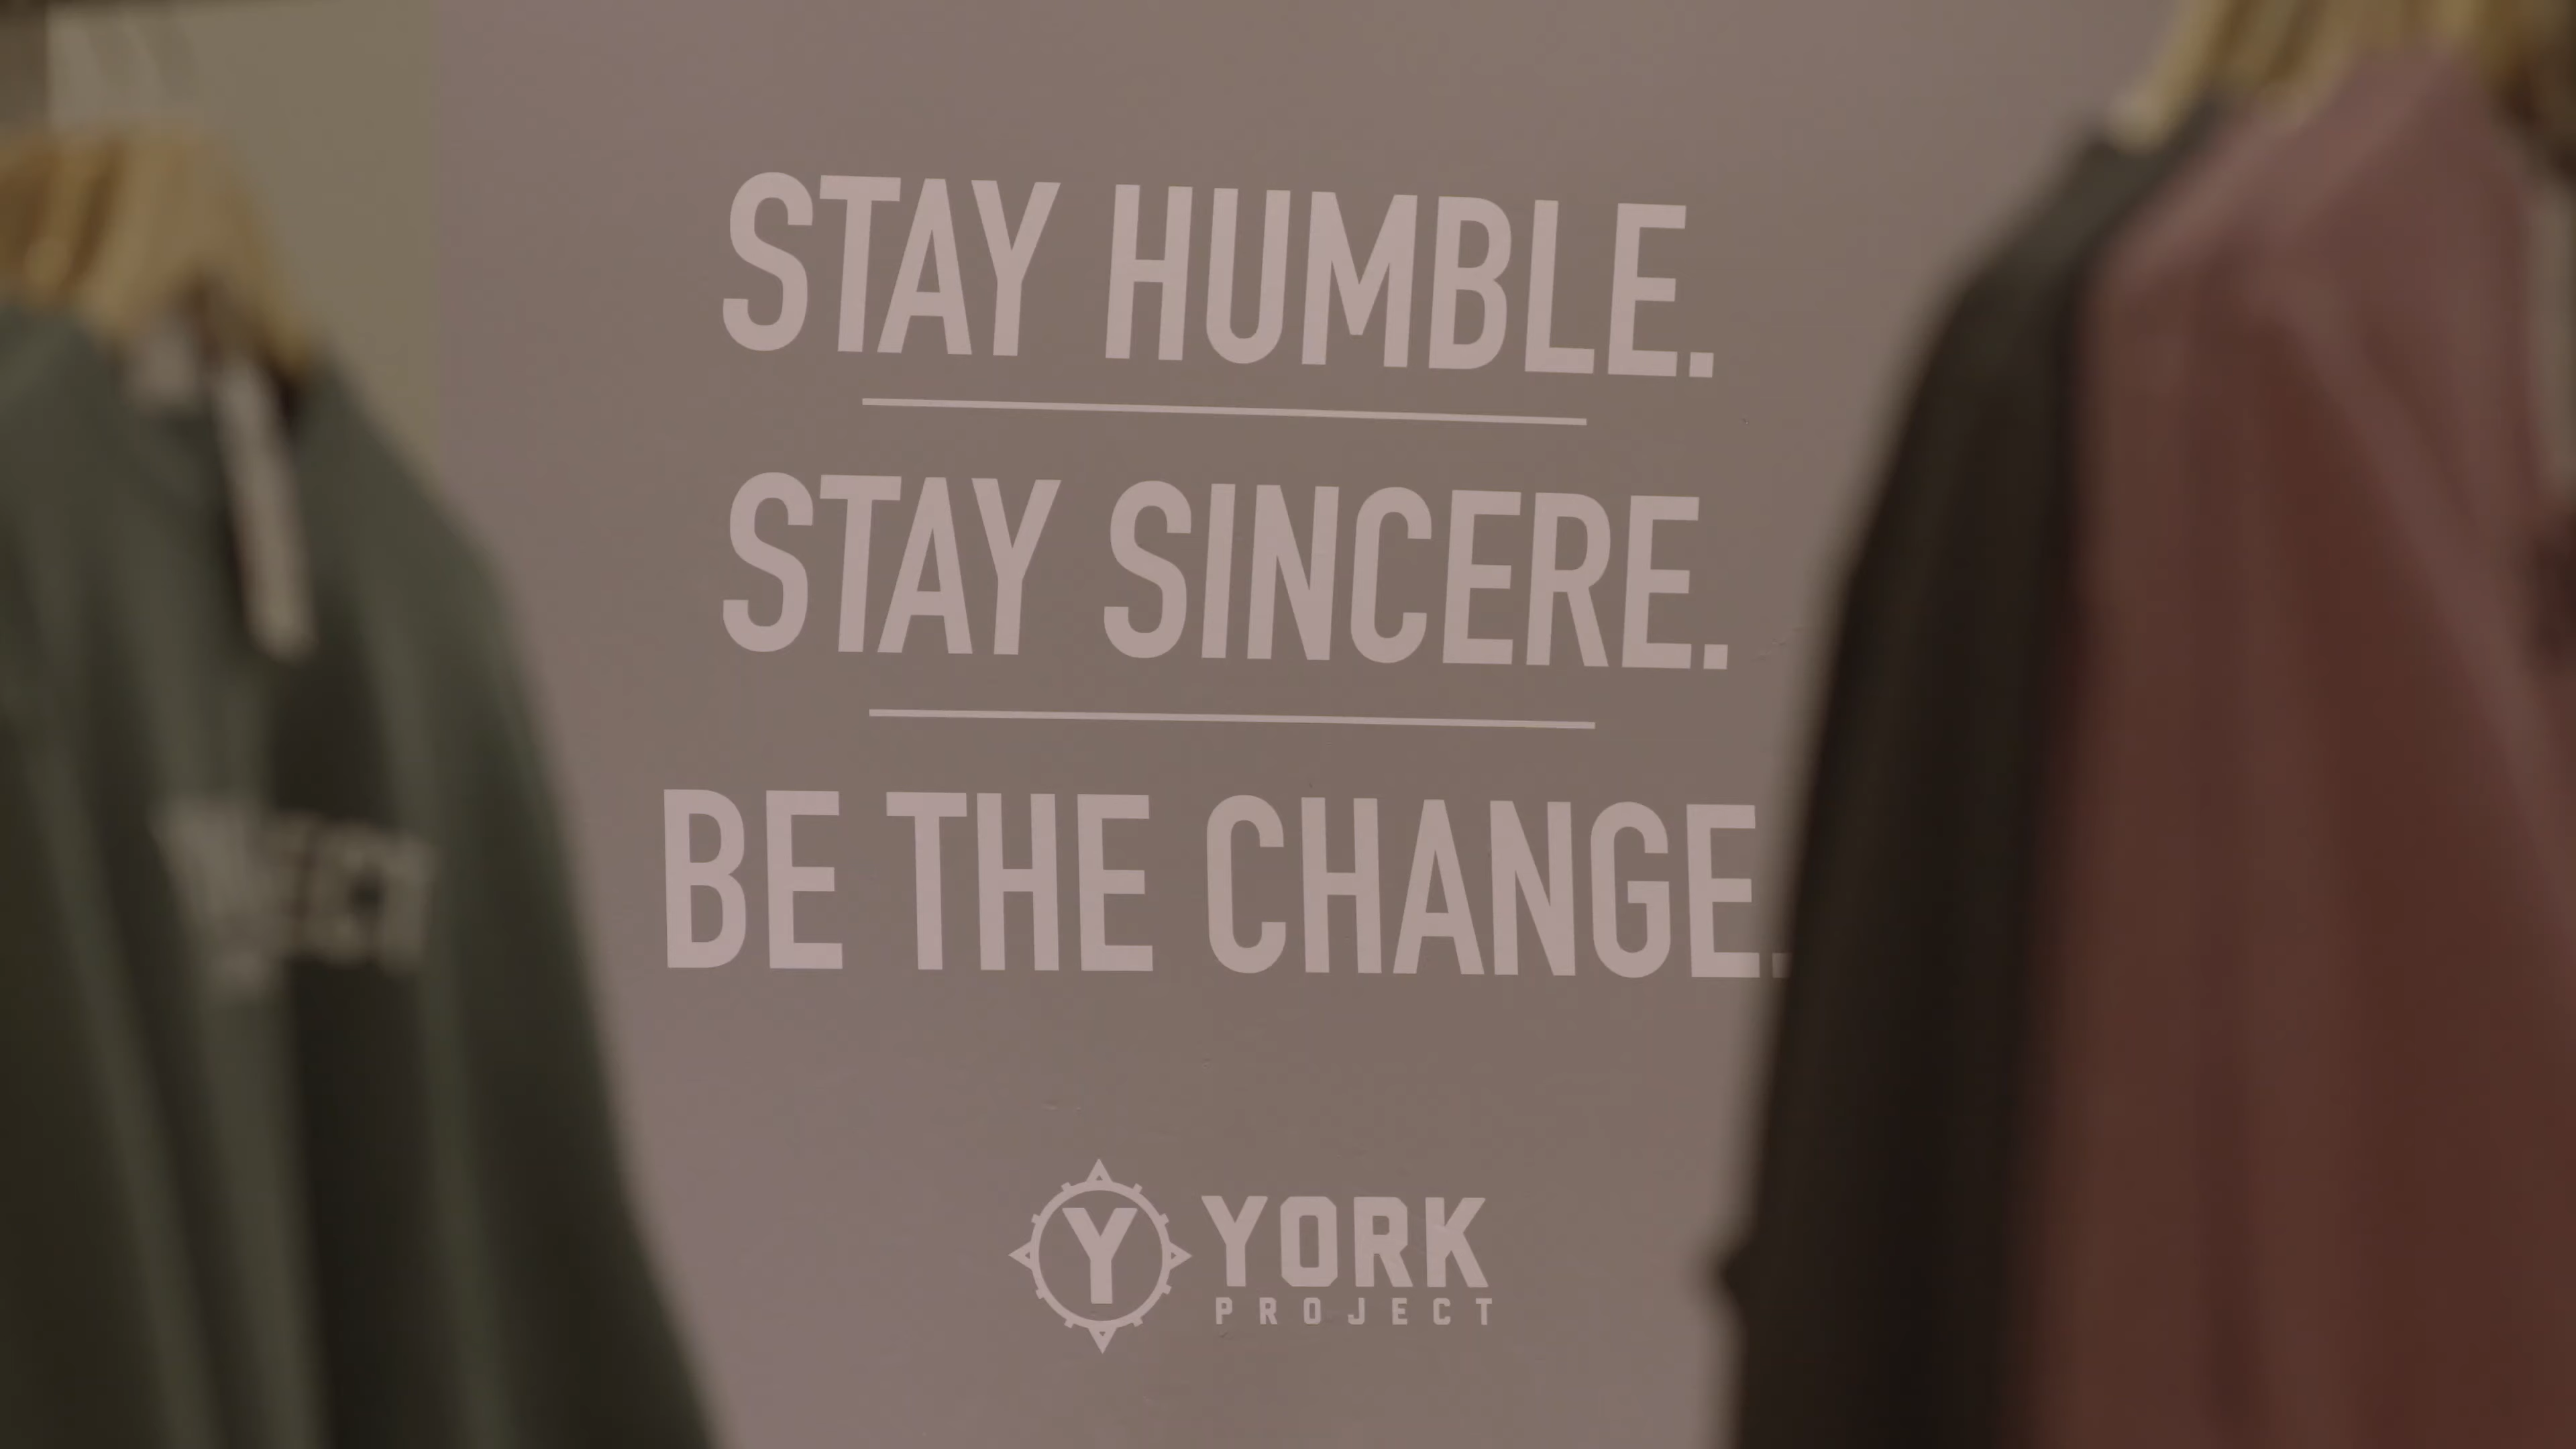 STAY HUMBLE.
STAY SINCERE.
BE THE CHANGE.
Y YORK
PROJECT